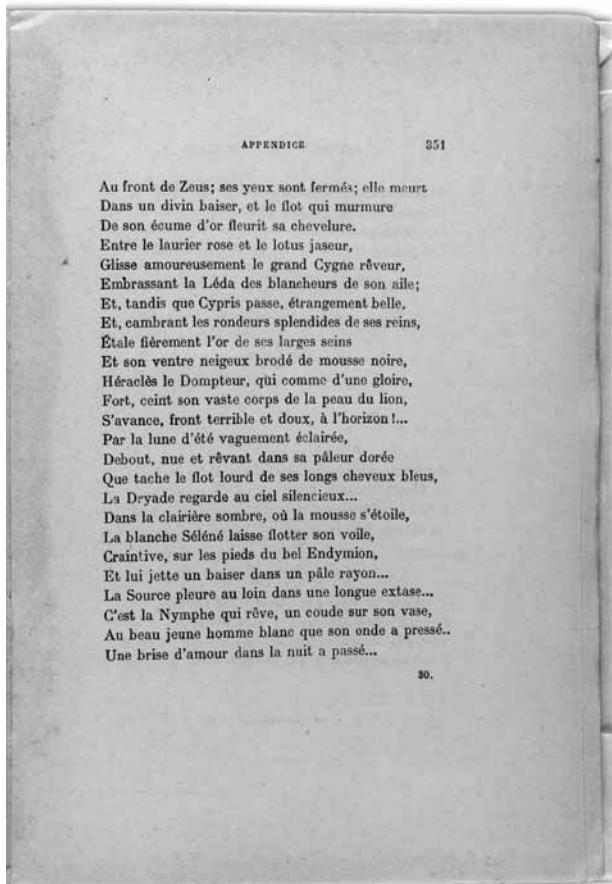 APPENDICE 351
Au front de Zeus; ses yeux sont fermés; elle meurt
Dans un divin baiser, et le flot qui murmure
De son écume d'or fleurit sa chevelure.
Entre le laurier rose et le lotus jaseur,
Glisse amoureusement le grand Cygne rêveur,
Embrassant la Léda des blancheurs de son aile;
Et, tandis que Cypris passe, étrangement belle,
Et, cambrant les rondeurs splendides de ses reins,
Étale fièrement l'or de ses larges seins
Et son ventre neigeux brodé de mousse noire,
Héraclès le Dompteur, qui comme d'une gloire,
Fort, ceint son vaste corps de la peau du lion,
S'avance, front terrible et doux, à l'horizon!...
Par la lune d'été vaguement éclairée,
Debout, nue et rêvant dans sa pâleur dorée
Que tache le flot lourd de ses longs cheveux bleus,
La Dryade regarde au ciel silencieux...
Dans la clairière sombre, où la mousse s'étoile,
La blanche Séléné laisse flotter son voile,
Craintive, sur les pieds du bel Endymion,
Et lui jette un baiser dans un pâle rayon...
La Source pleure au loin dans une longue extase...
C'est la Nymphe qui rêve, un coude sur son vase,
Au beau jeune homme blanc que son onde a pressé..
Une brise d'amour dans la nuit a passé...
30.